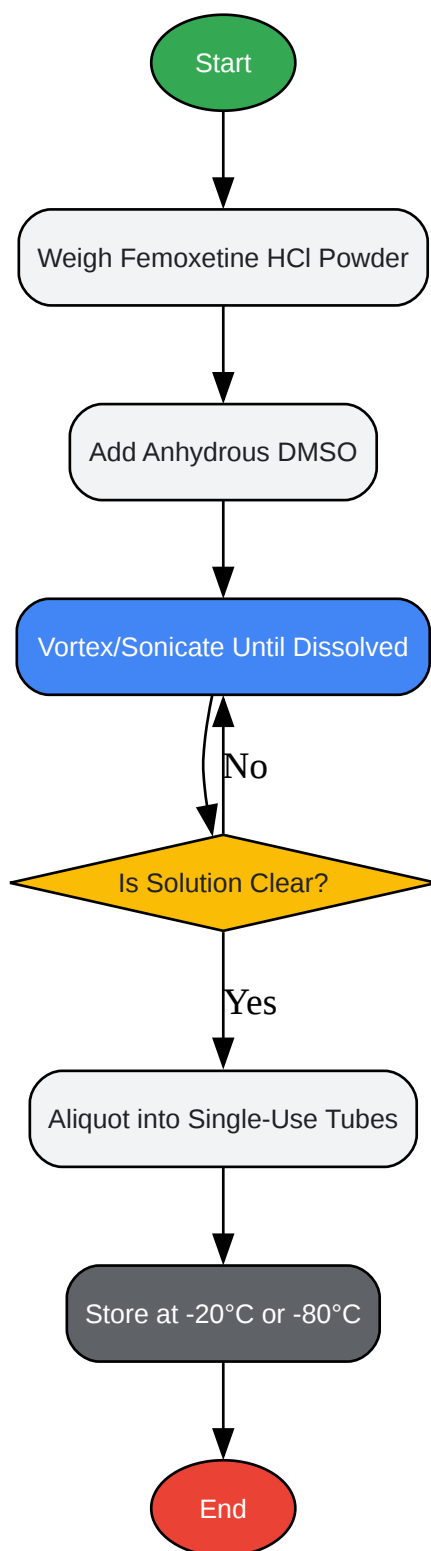 Start
Weigh Femoxetine HCl Powder
Add Anhydrous DMSO
Vortex/Sonicate Until Dissolved
No
Is Solution Clear?
Yes
Aliquot into Single-Use Tubes
Store at -20°C or -80°C
End